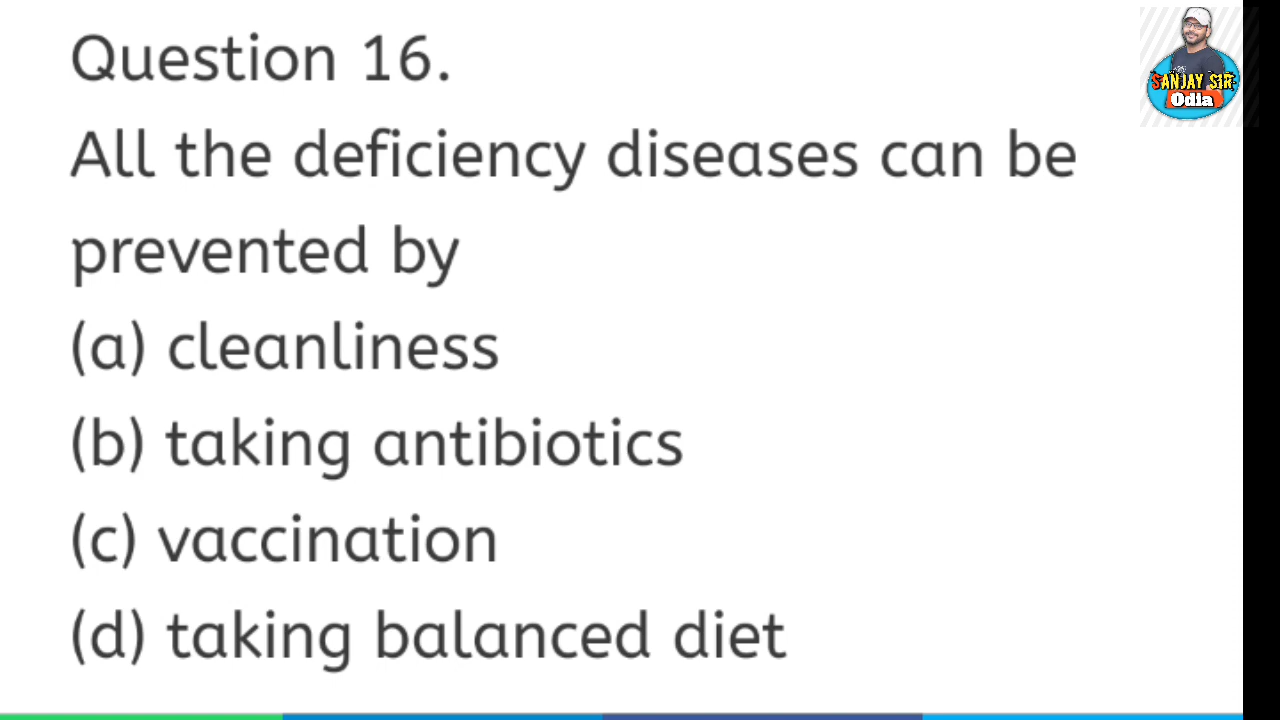 Question 16.
All the deficiency diseases can be
prevented by
(a) cleanliness
(b) taking antibiotics
(c) vaccination
(d) taking balanced diet
SANJAY SIR
Odia